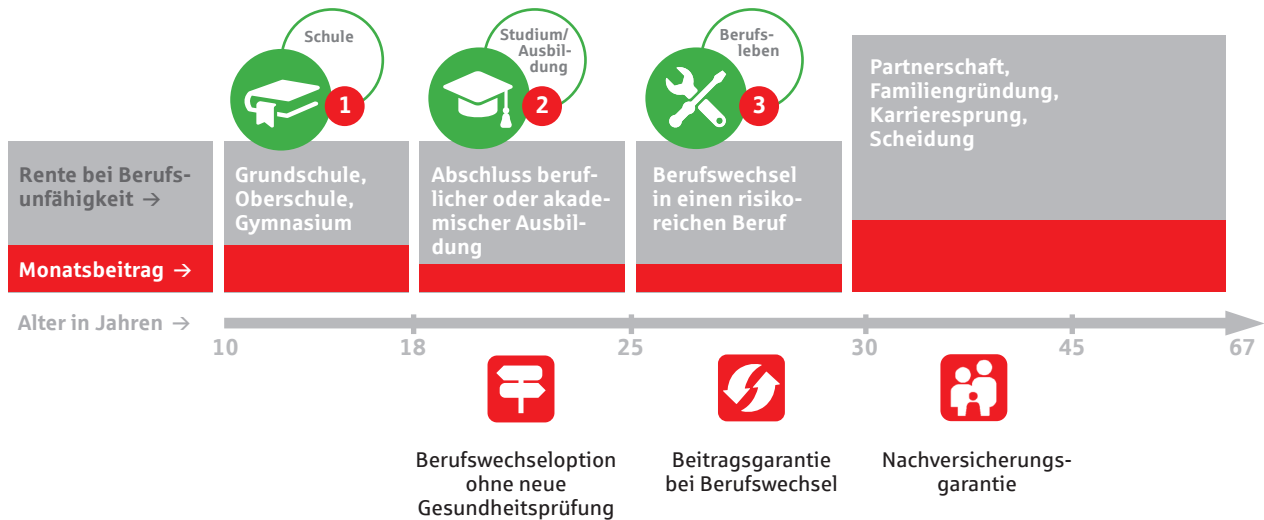 Schule
1
Studium/
Ausbil-
dung
2
Berufs-
leben
3
Rente bei Berufs-
unfähigkeit →
Grundschule,
Oberschule,
Gymnasium
Abschluss beruf-
licher oder akade-
mischer Ausbil-
dung
Berufswechsel
in einen risiko-
reichen Beruf
Partnerschaft,
Familiengründung,
Karrieresprung,
Scheidung
Monatsbeitrag →
Alter in Jahren →
10
18
25
30
45
67
Berufswechseloption
ohne neue
Gesundheitsprüfung
Beitragsgarantie
bei Berufswechsel
Nachversicherungs-
garantie